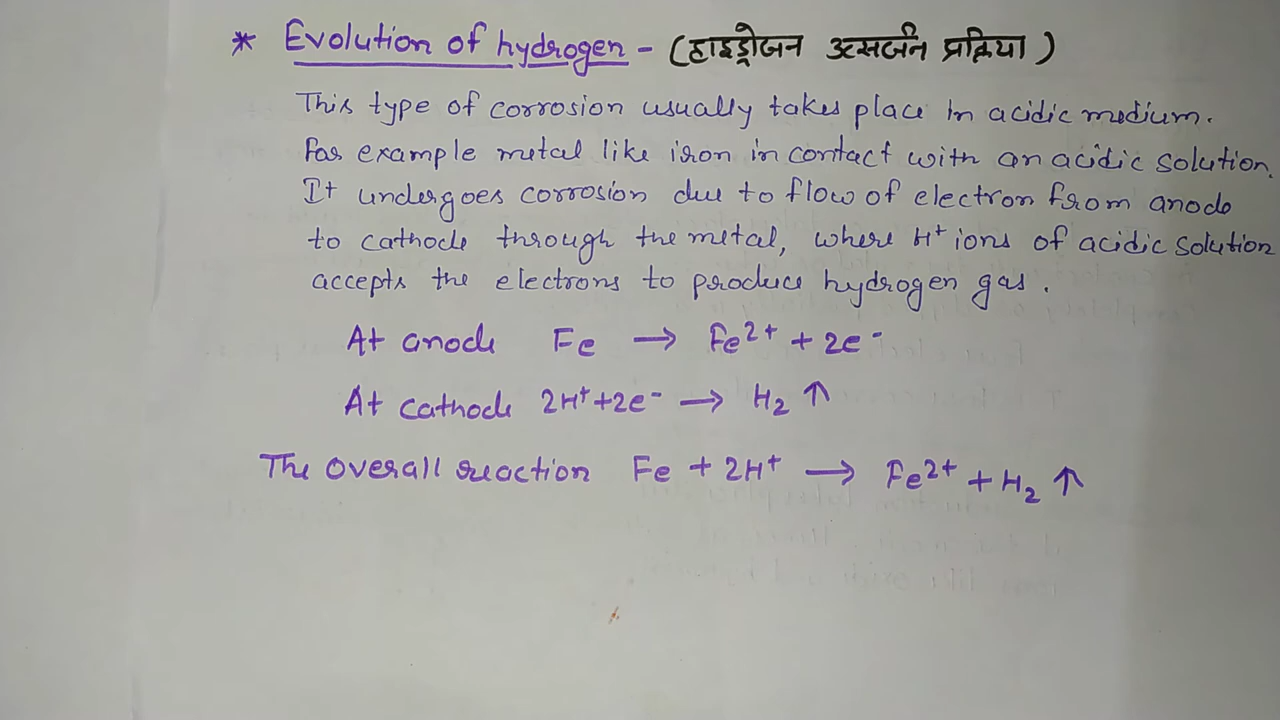 * Evolution of hydrogen - (हाइड्रोजन उत्सर्जन प्रक्रिया )
This type of corrosion usually takes place in acidic medium.
For example metal like iron in contact with an acidic solution.
It undergoes corrosion due to flow of electron from anode
to cathode through the metal, where H⁺ ions of acidic solution
accepts the electrons to produce hydrogen gas.
At anode Fe → Fe²⁺ + 2e⁻
At cathode 2H⁺+2e⁻ → H₂ ↑
The overall reaction Fe + 2H⁺ → Fe²⁺ + H₂ ↑